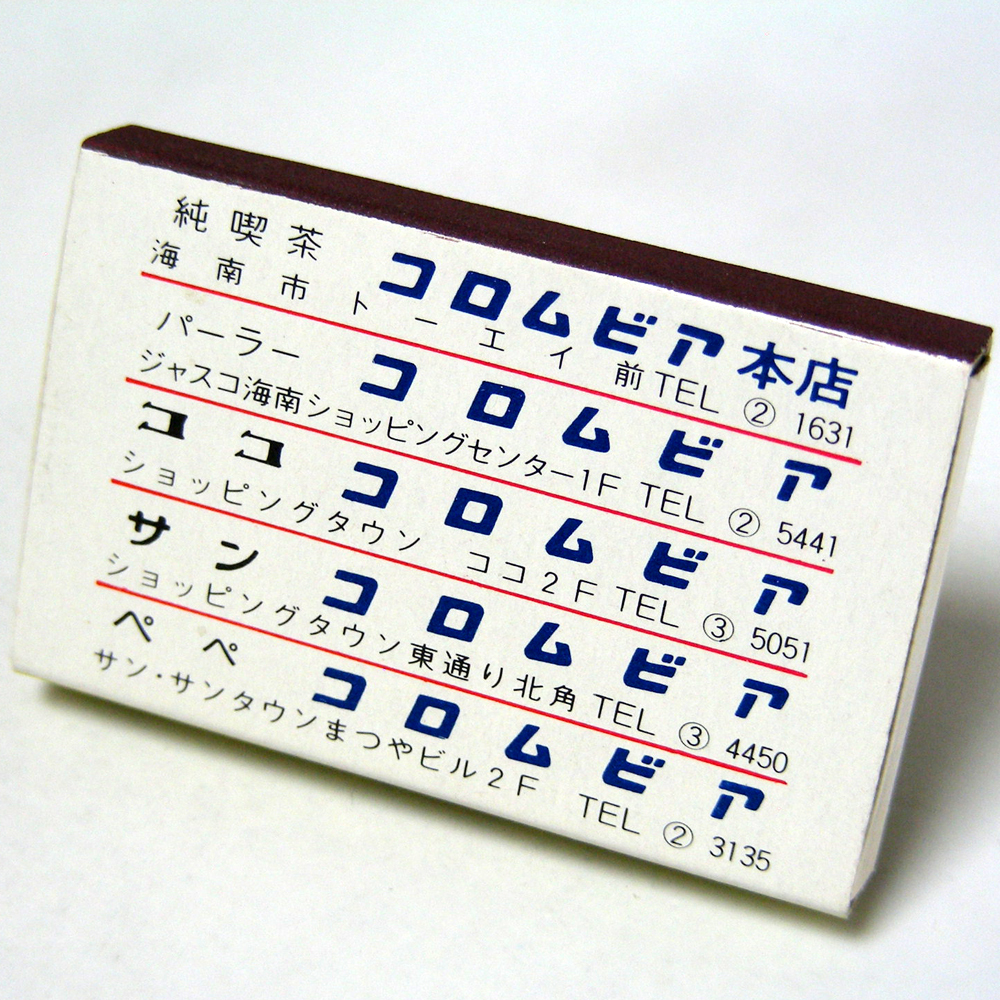 純喫茶 コロムビア本店
海南市トーエイ前 TEL ② 1631
パーラー コロムビア
ジャスコ海南ショッピングセンター1F TEL ② 5441
ココ コロムビア
ショッピングタウン ココ2F TEL ③ 5051
サン コロムビア
ショッピングタウン東通り北角 TEL ③ 4450
ペペ コロムビア
サン・サンタウンまつやビル2F TEL ② 3135